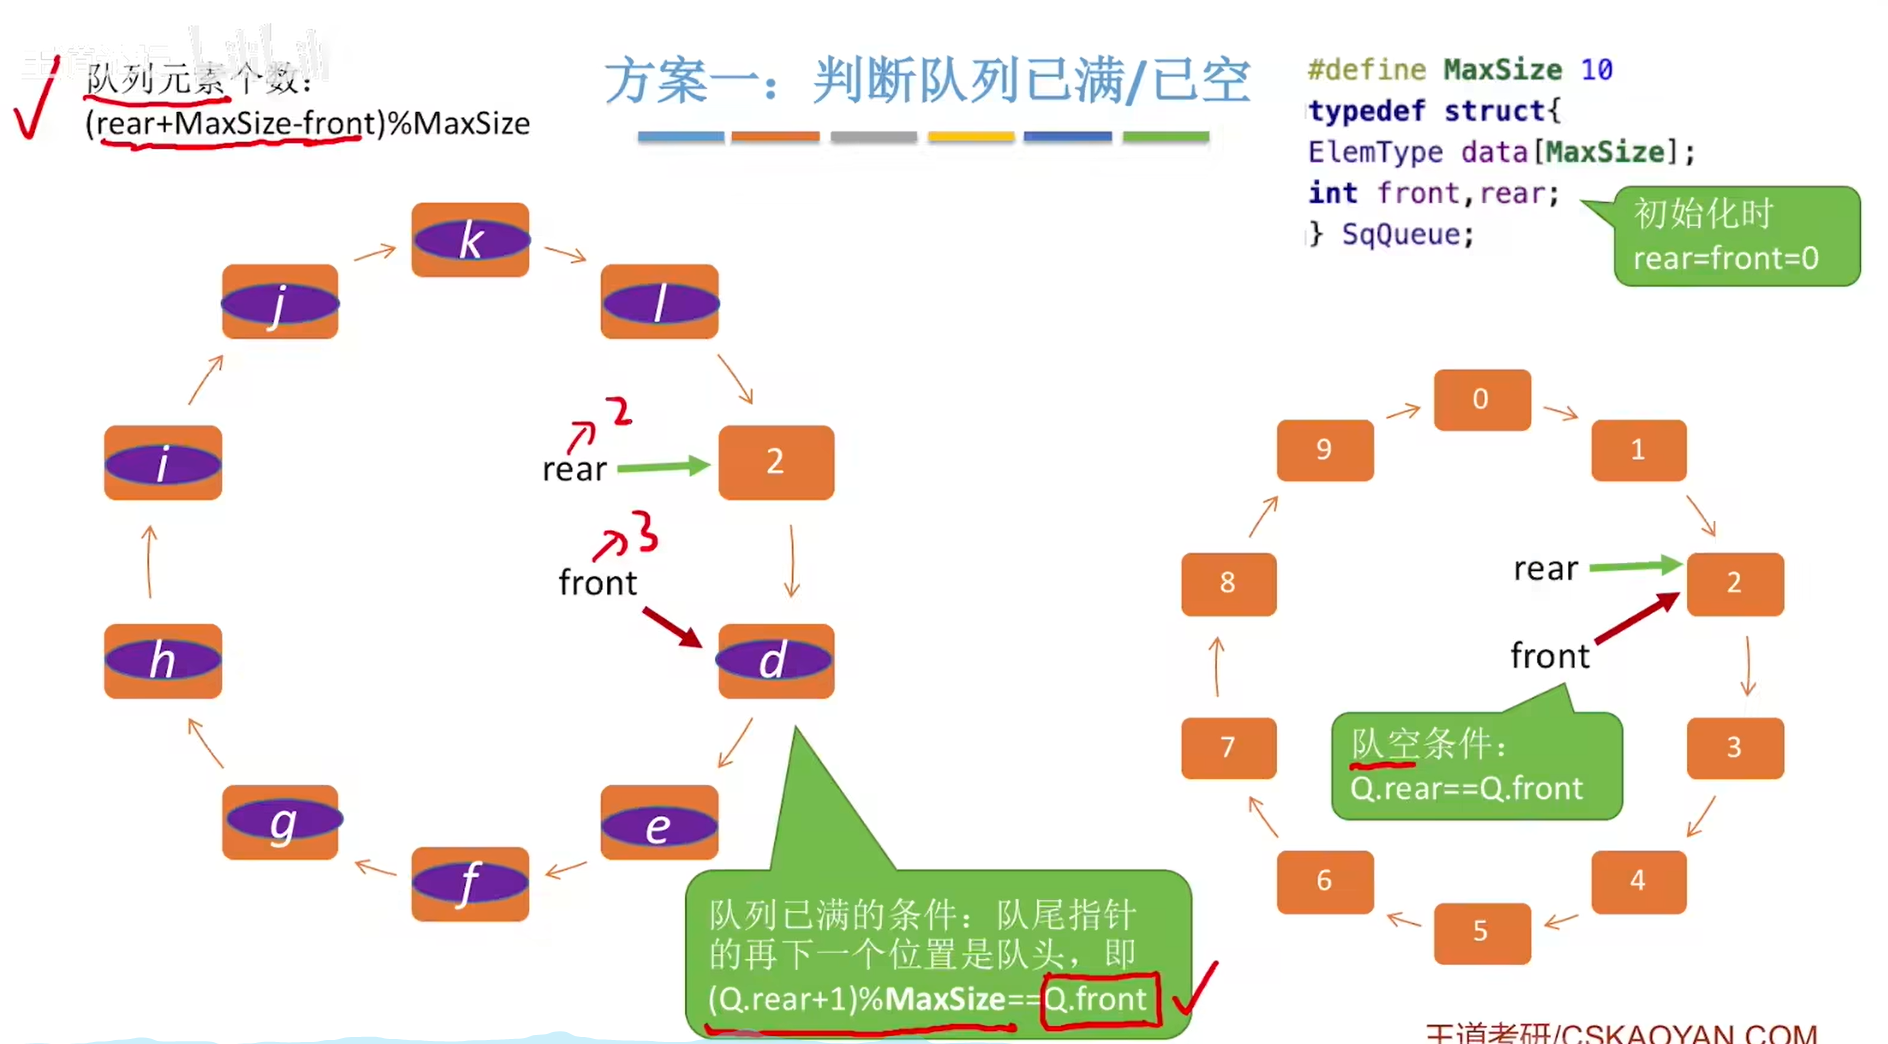 队列元素个数：
(rear+MaxSize-front)%MaxSize
方案一：判断队列已满/已空
#define MaxSize 10
typedef struct{
ElemType data[MaxSize];
int front,rear;
} SqQueue;
初始化时
rear=front=0
k
j
l
i
2
rear
2
3
front
h
d
g
e
f
队列已满的条件：队尾指针
的再下一个位置是队头，即
(Q.rear+1)%MaxSize==Q.front
0
9
1
8
rear
2
front
7
3
队空条件：
Q.rear==Q.front
6
4
5
王道考研/CSKAOYAN.COM